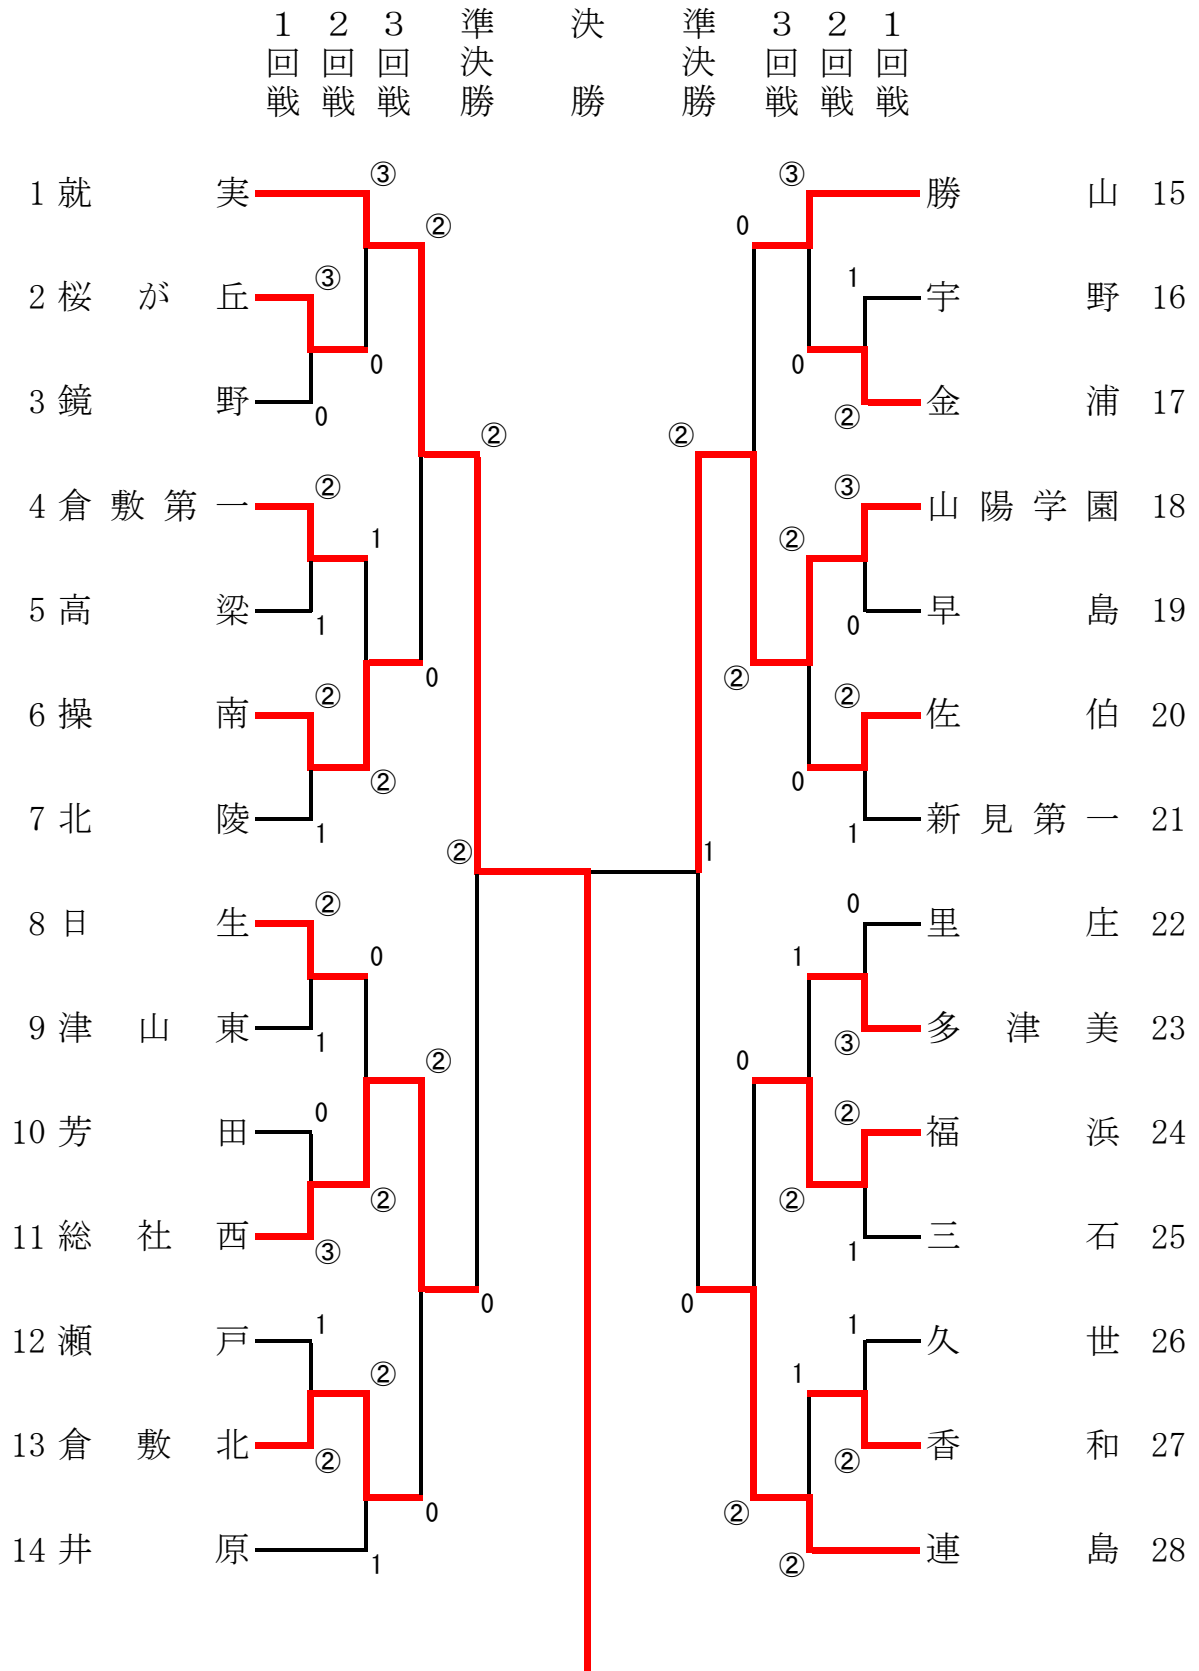 1回戦 2回戦 3回戦 準決勝 決勝 準決勝 3回戦 2回戦 1回戦
③ ③
1 就実 勝山 15
② 0
③ 1
2 桜が丘 宇野 16
0 0
3 鏡野 金浦 17
0 ②
② ②
② ③
4 倉敷第一 山陽学園 18
1 ②
5 高梁 早島 19
1 0
0 ②
② ②
6 操南 佐伯 20
② 0
7 北陵 新見第一 21
1 1
② 1
② 0
8 日生 里庄 22
0 1
9 津山東 多津美 23
1 ③
② 0
0 ②
10 芳田 福浜 24
② ②
11 総社西 三石 25
③ 1
0 0
1 1
12 瀬戸 久世 26
② 1
13 倉敷北 香和 27
② ②
0 ②
14 井原 連島 28
1 ②